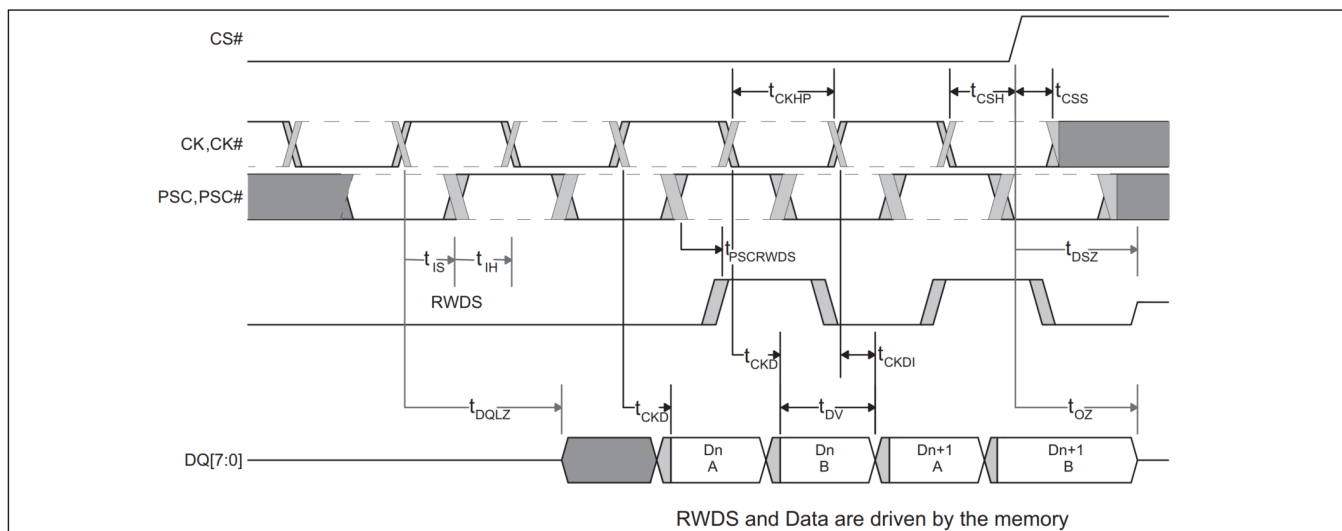 CS#
tCKHP
tCSH
tCSS
CK,CK#
PSC,PSC#
tIS
tIH
tPSCRWDS
tDSZ
RWDS
tCKD
tCKDI
tDQLZ
tCKD
tDV
tOZ
DQ[7:0]
Dn
A
Dn
B
Dn+1
A
Dn+1
B
RWDS and Data are driven by the memory